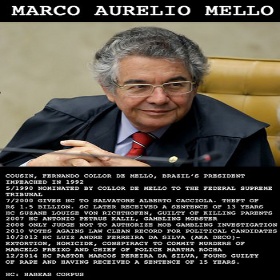 MARCO AURELIO MELLO
COUSIN, FERNANDO COLLOR DE MELLO, BRAZIL'S PRESIDENT
IMPEACHED IN 1992
5/1990 NOMINATED BY COLLOR DE MELLO TO THE FEDERAL SUPREME
TRIBUNAL
7/2000 GIVES HC TO SALVATORE ALBERTO CACCIOLA. THEFT OF
R$ 1.5 BILLION. HC LATER RECEIVED A SENTENCE OF 13 YEARS
HC SUSANE LOUISE VON RICHTHOFEN, GUILTY OF KILLING PARENTS
2007 HC ANTONIO PETRUS KALIL, GAMBLING MOBSTER
2008 ONLY JUDGE NOT TO AUTHORIZE MOB GAMBLING INVESTIGATION
2010 VOTES AGAINST LAW CLEAN RECORD FOR POLITICAL CANDIDATES
10/2012 HC LUIS ANDRE FERREIRA DA SILVA (AKA DECO)-
EXTORTION, HOMICIDE, CONSPIRACY TO COMMIT MURDERS OF
MARCELO FREIXO AND CHIEF OF POLICE MARTHA ROCHA
12/2014 HC PASTOR MARCOS PEREIRA DA SILVA, FOUND GUILTY
OF RAPE AND HAVING RECEIVED A SENTENCE OF 15 YEARS.
HC: HABEAS CORPUS